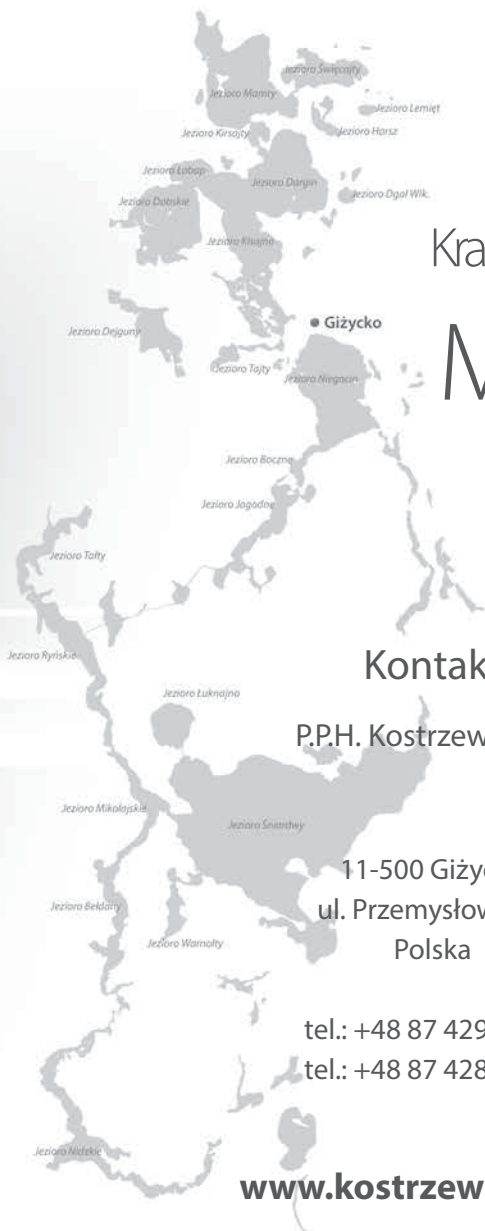 Jezioro Święcajty
Jezioro Mamry
Jezioro Lemięt
Jezioro Kirsajty
Jezioro Harsz
Jezioro Łabap
Jezioro Dargin
Jezioro Dgał Wlk.
Jezioro Dobskie
Jezioro Kisajno
Kra
Giżycko
Jezioro Dejguny
M
Jezioro Tajty
Jezioro Niegocin
Jezioro Boczne
Jezioro Jagodne
Jezioro Tałty
Jezioro Ryńskie
Kontak
Jezioro Łuknajno
P.P.H. Kostrzew
Jezioro Mikołajskie
Jezioro Śniardwy
11-500 Giży
Jezioro Bełdany
ul. Przemysłow
Jezioro Warnołty
Polska
tel.: +48 87 429
tel.: +48 87 428
Jezioro Nidzkie
www.kostrzew